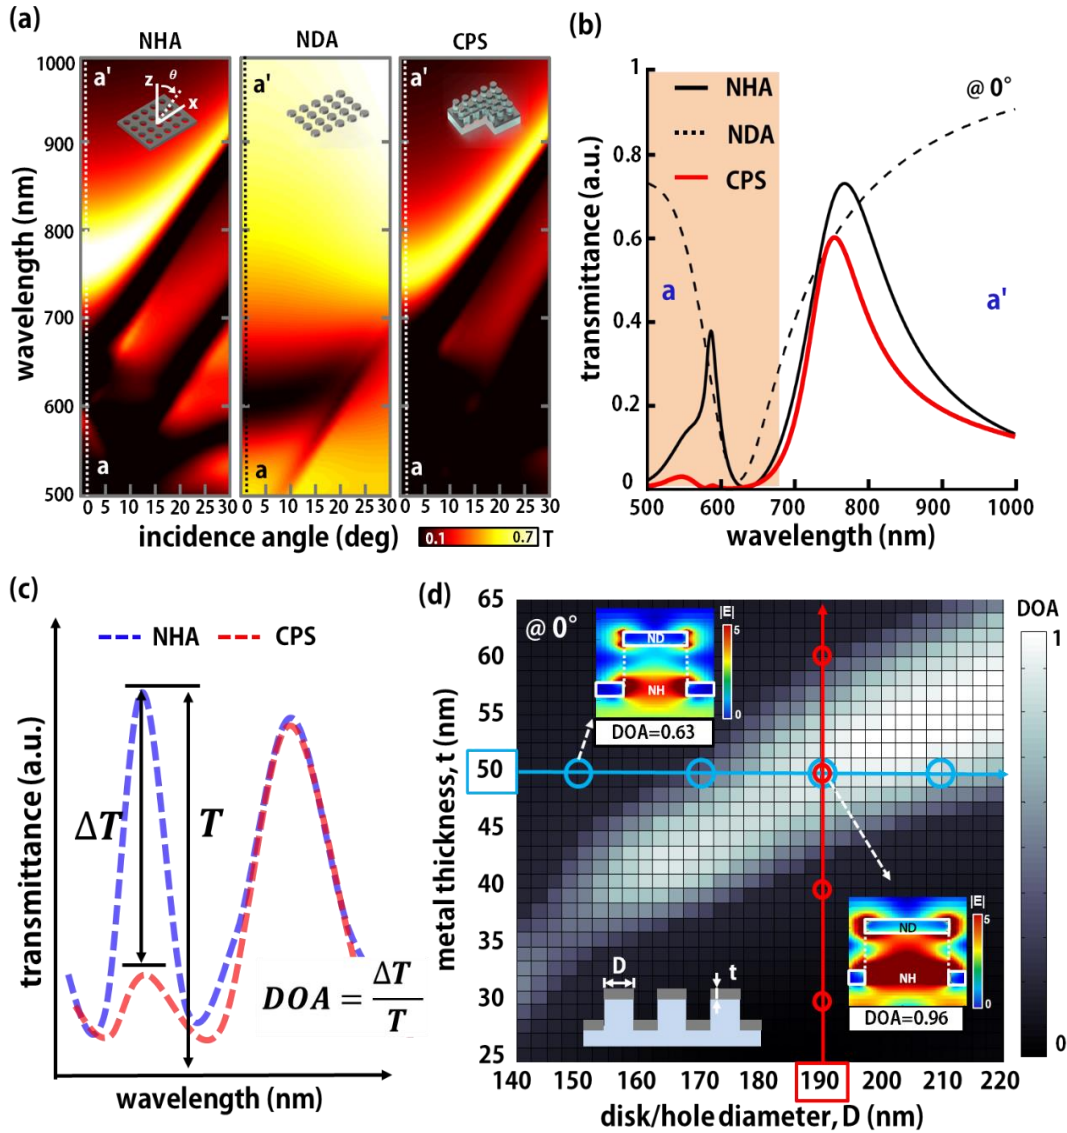 (a)
NHA
NDA
CPS
1000
900
800
700
600
500
wavelength (nm)
a'
z
θ
x
a
a
a'
a
0 5 10 15 20 25 30
0 5 10 15 20 25 30
0 5 10 15 20 25 30
incidence angle (deg)
0.1
0.7
T
(b)
1
0.8
0.6
0.4
0.2
0
transmittance (a.u.)
NHA
NDA
CPS
@ 0°
a
a'
500 600 700 800 900 1000
wavelength (nm)
(c)
NHA
CPS
transmittance (a.u.)
ΔT
T
DOA = ΔT
T
wavelength (nm)
(d)
65
60
55
50
45
40
35
30
25
metal thickness, t (nm)
@ 0°
|E|
5
0
ND
NH
DOA=0.63
|E|
5
0
ND
NH
DOA=0.96
D
t
DOA
1
0
140 150 160 170 180 190 200 210 220
disk/hole diameter, D (nm)